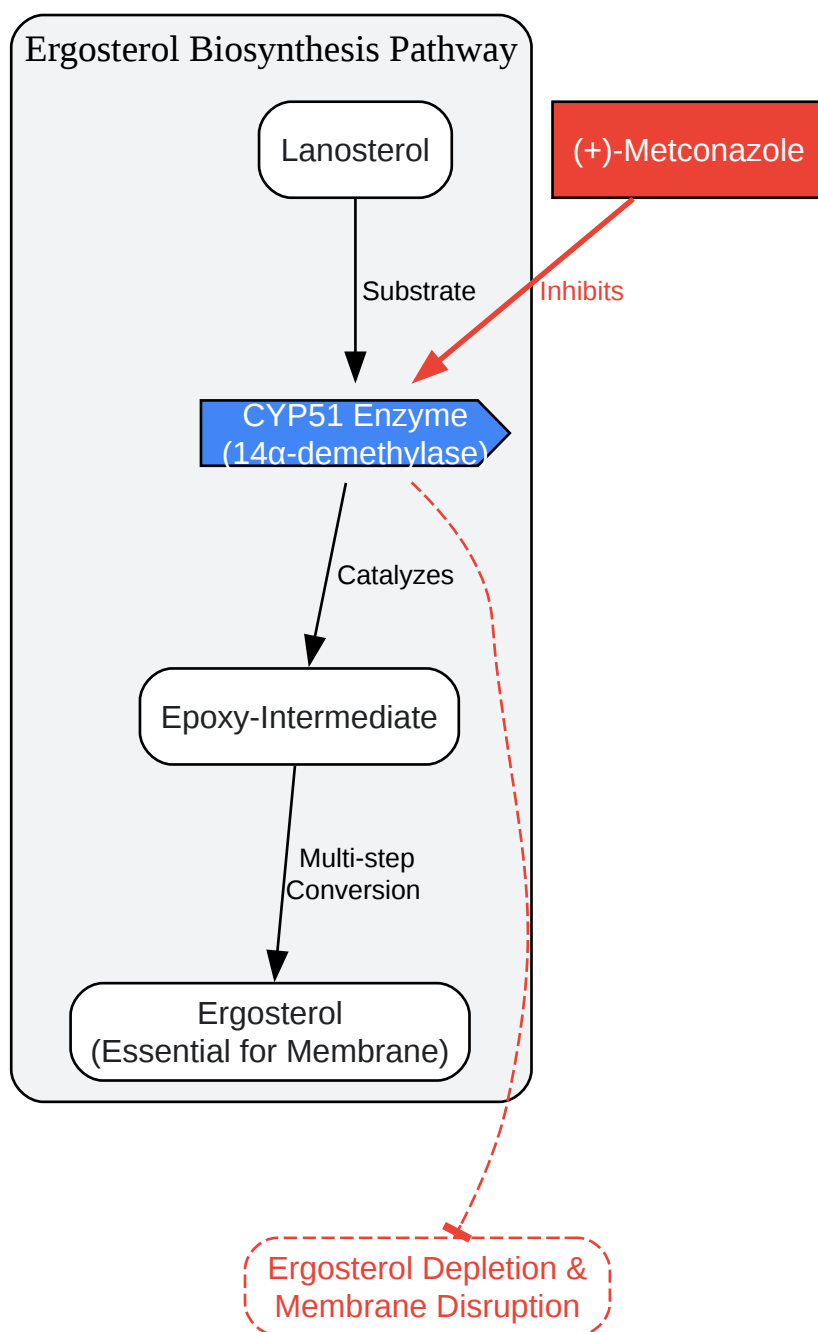 Ergosterol Biosynthesis Pathway
Lanosterol
(+)-Metconazole
Substrate
Inhibits
CYP51 Enzyme
(14α-demethylase)
Catalyzes
Epoxy-Intermediate
Multi-step
Conversion
Ergosterol
(Essential for Membrane)
Ergosterol Depletion &
Membrane Disruption